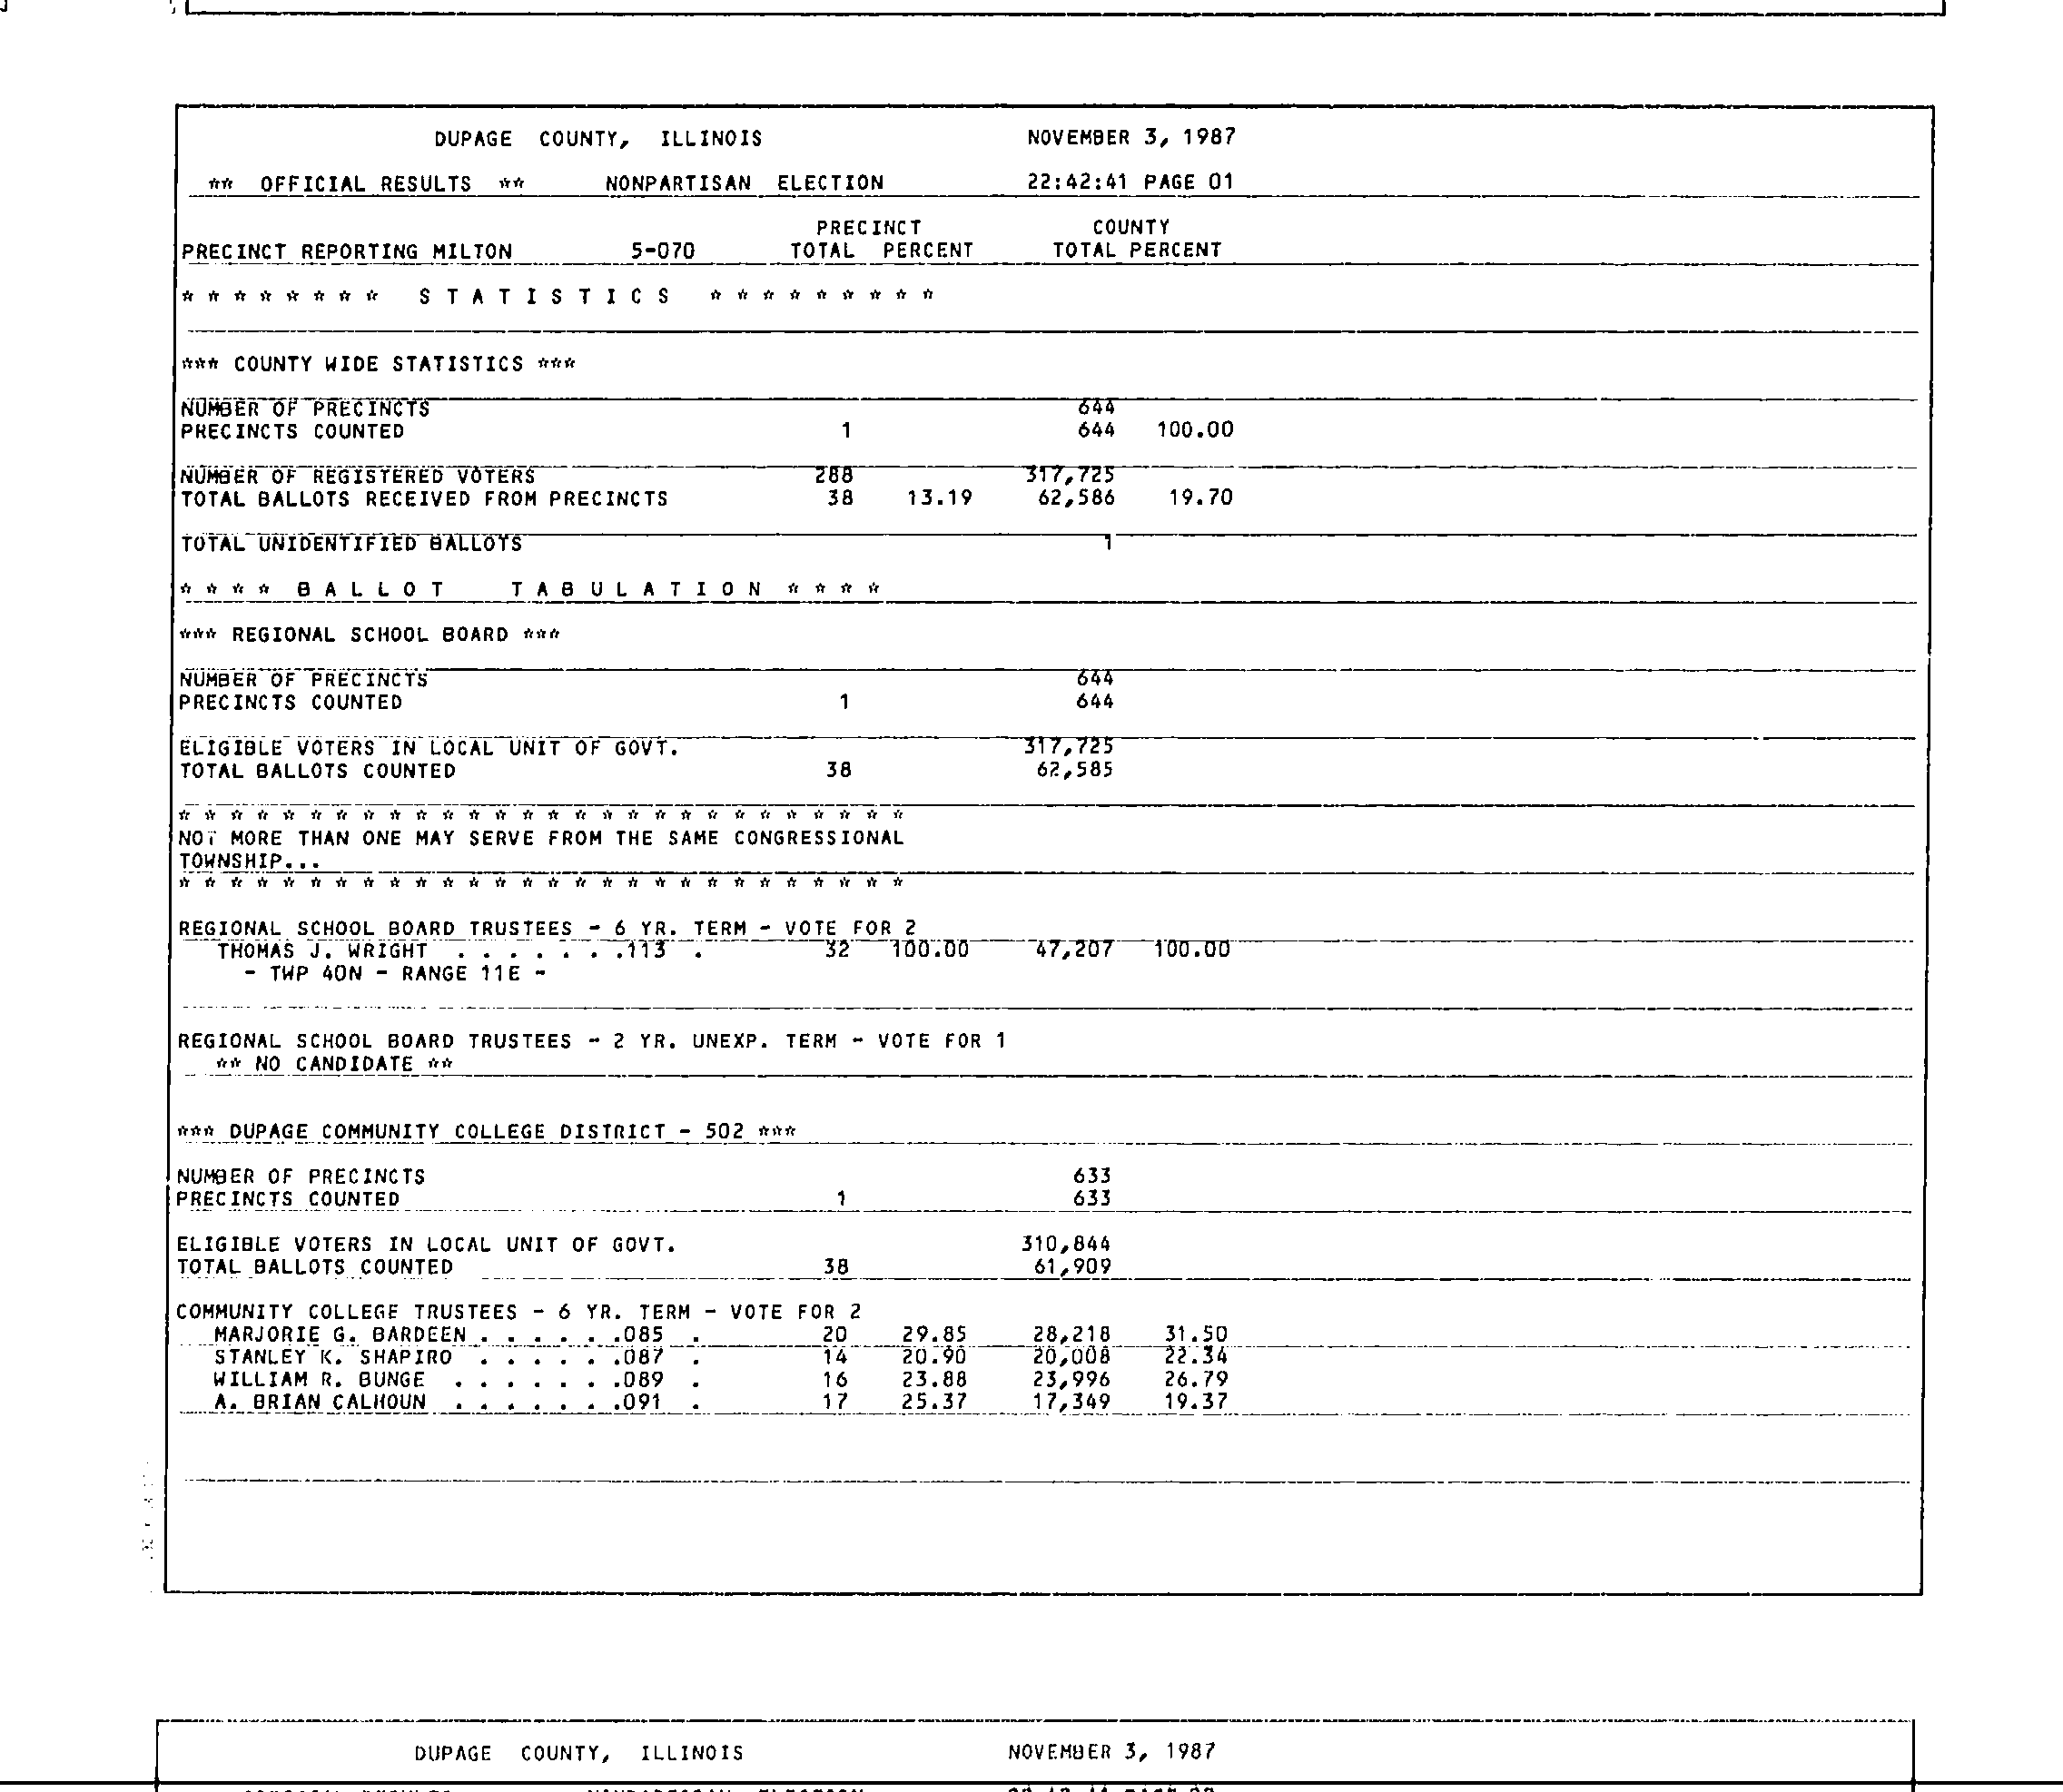 DUPAGE COUNTY, ILLINOIS NOVEMBER 3, 1987
** OFFICIAL RESULTS ** NONPARTISAN ELECTION 22:42:41 PAGE 01
PRECINCT COUNTY
PRECINCT REPORTING MILTON 5-070 TOTAL PERCENT TOTAL PERCENT
* * * * * * * * S T A T I S T I C S * * * * * * * * *
*** COUNTY WIDE STATISTICS ***
NUMBER OF PRECINCTS 644
PRECINCTS COUNTED 1 644 100.00
NUMBER OF REGISTERED VOTERS 288 317,725
TOTAL BALLOTS RECEIVED FROM PRECINCTS 38 13.19 62,586 19.70
TOTAL UNIDENTIFIED BALLOTS 1
* * * * B A L L O T T A B U L A T I O N * * * *
*** REGIONAL SCHOOL BOARD ***
NUMBER OF PRECINCTS 644
PRECINCTS COUNTED 1 644
ELIGIBLE VOTERS IN LOCAL UNIT OF GOVT. 317,725
TOTAL BALLOTS COUNTED 38 62,585
* * * * * * * * * * * * * * * * * * * * * * * * * * * *
NOT MORE THAN ONE MAY SERVE FROM THE SAME CONGRESSIONAL
TOWNSHIP...
* * * * * * * * * * * * * * * * * * * * * * * * * * * *
REGIONAL SCHOOL BOARD TRUSTEES - 6 YR. TERM - VOTE FOR 2
THOMAS J. WRIGHT . . . . . . .113 . 32 100.00 47,207 100.00
- TWP 40N - RANGE 11E -
REGIONAL SCHOOL BOARD TRUSTEES - 2 YR. UNEXP. TERM - VOTE FOR 1
** NO CANDIDATE **
*** DUPAGE COMMUNITY COLLEGE DISTRICT - 502 ***
NUMBER OF PRECINCTS 633
PRECINCTS COUNTED 1 633
ELIGIBLE VOTERS IN LOCAL UNIT OF GOVT. 310,844
TOTAL BALLOTS COUNTED 38 61,909
COMMUNITY COLLEGE TRUSTEES - 6 YR. TERM - VOTE FOR 2
MARJORIE G. BARDEEN . . . . . .085 . 20 29.85 28,218 31.50
STANLEY K. SHAPIRO . . . . . .087 . 14 20.90 20,008 22.34
WILLIAM R. BUNGE . . . . . . .089 . 16 23.88 23,996 26.79
A. BRIAN CALHOUN . . . . . . .091 . 17 25.37 17,349 19.37
DUPAGE COUNTY, ILLINOIS NOVEMBER 3, 1987